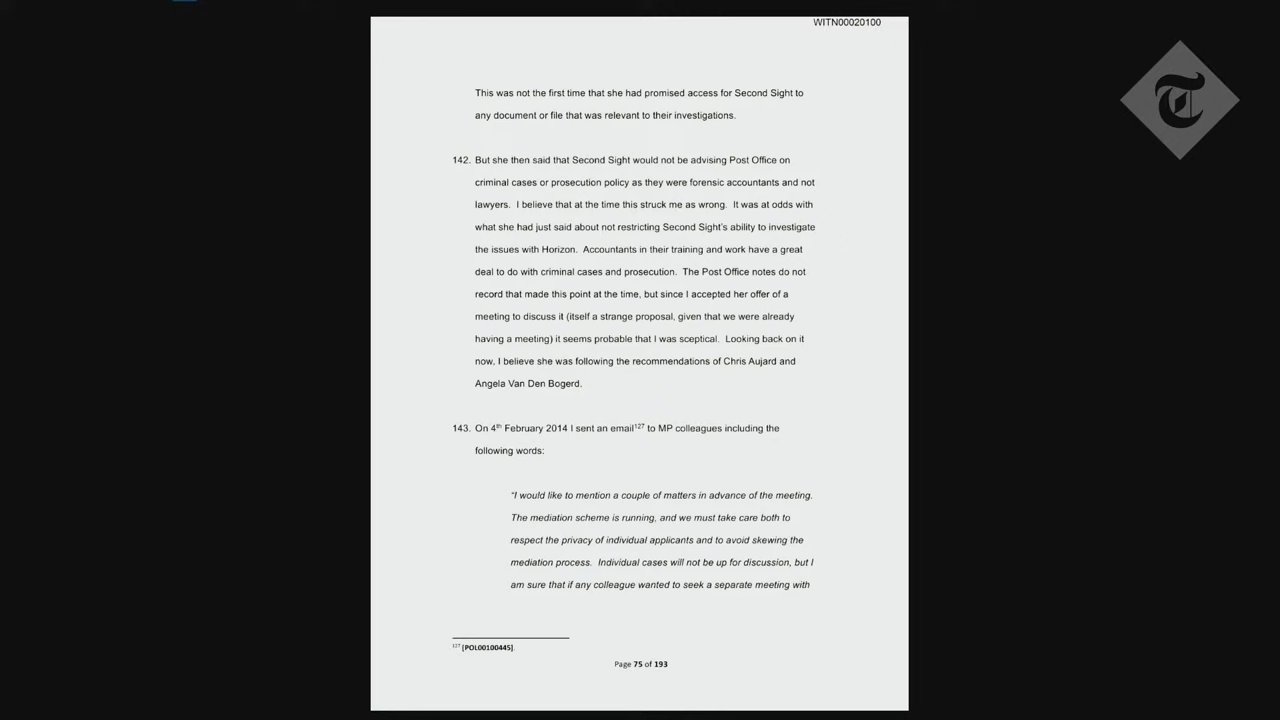 WITN00020100
This was not the first time that she had promised access for Second Sight to
any document or file that was relevant to their investigations.
142. But she then said that Second Sight would not be advising Post Office on
criminal cases or prosecution policy as they were forensic accountants and not
lawyers. I believe that at the time this struck me as wrong. It was at odds with
what she had just said about not restricting Second Sight's ability to investigate
the issues with Horizon. Accountants in their training and work have a great
deal to do with criminal cases and prosecution. The Post Office notes do not
record that made this point at the time, but since I accepted her offer of a
meeting to discuss it (itself a strange proposal, given that we were already
having a meeting) it seems probable that I was sceptical. Looking back on it
now, I believe she was following the recommendations of Chris Aujard and
Angela Van Den Bogerd.
143. On 4th February 2014 I sent an email127 to MP colleagues including the
following words:
"I would like to mention a couple of matters in advance of the meeting.
The mediation scheme is running, and we must take care both to
respect the privacy of individual applicants and to avoid skewing the
mediation process. Individual cases will not be up for discussion, but I
am sure that if any colleague wanted to seek a separate meeting with
127 [POL00100445].
Page 75 of 193
T